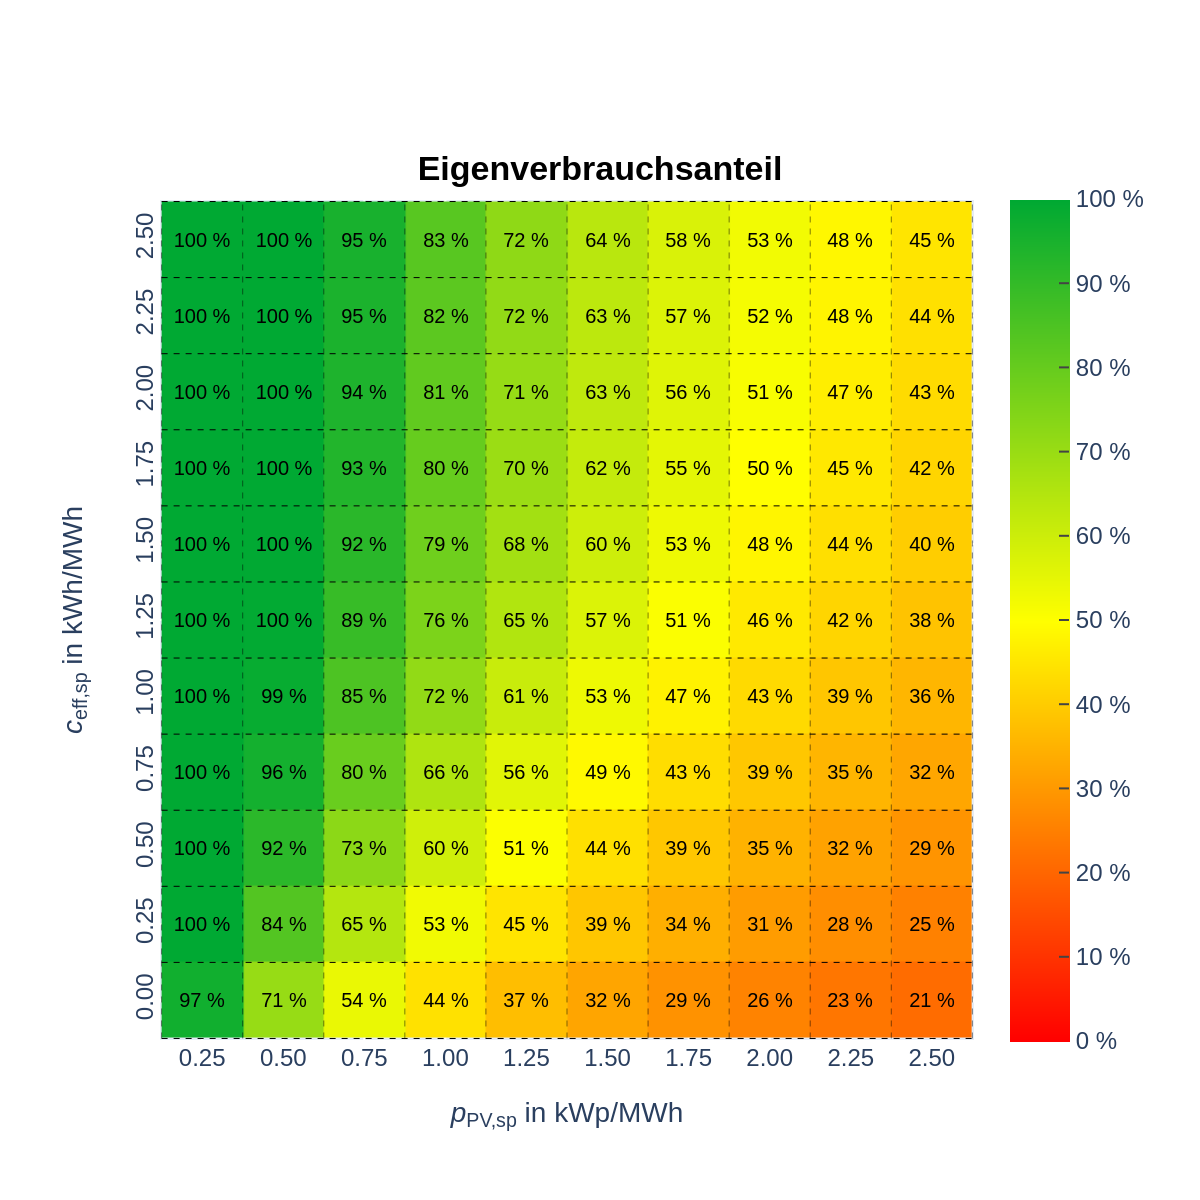 Eigenverbrauchsanteil
2.50 100 % 100 % 95 % 83 % 72 % 64 % 58 % 53 % 48 % 45 %
2.25 100 % 100 % 95 % 82 % 72 % 63 % 57 % 52 % 48 % 44 %
2.00 100 % 100 % 94 % 81 % 71 % 63 % 56 % 51 % 47 % 43 %
1.75 100 % 100 % 93 % 80 % 70 % 62 % 55 % 50 % 45 % 42 %
1.50 100 % 100 % 92 % 79 % 68 % 60 % 53 % 48 % 44 % 40 %
1.25 100 % 100 % 89 % 76 % 65 % 57 % 51 % 46 % 42 % 38 %
1.00 100 % 99 % 85 % 72 % 61 % 53 % 47 % 43 % 39 % 36 %
0.75 100 % 96 % 80 % 66 % 56 % 49 % 43 % 39 % 35 % 32 %
0.50 100 % 92 % 73 % 60 % 51 % 44 % 39 % 35 % 32 % 29 %
0.25 100 % 84 % 65 % 53 % 45 % 39 % 34 % 31 % 28 % 25 %
0.00 97 % 71 % 54 % 44 % 37 % 32 % 29 % 26 % 23 % 21 %
0.25 0.50 0.75 1.00 1.25 1.50 1.75 2.00 2.25 2.50
p PV,sp in kWp/MWh
c eff,sp in kWh/MWh
100 %
90 %
80 %
70 %
60 %
50 %
40 %
30 %
20 %
10 %
0 %